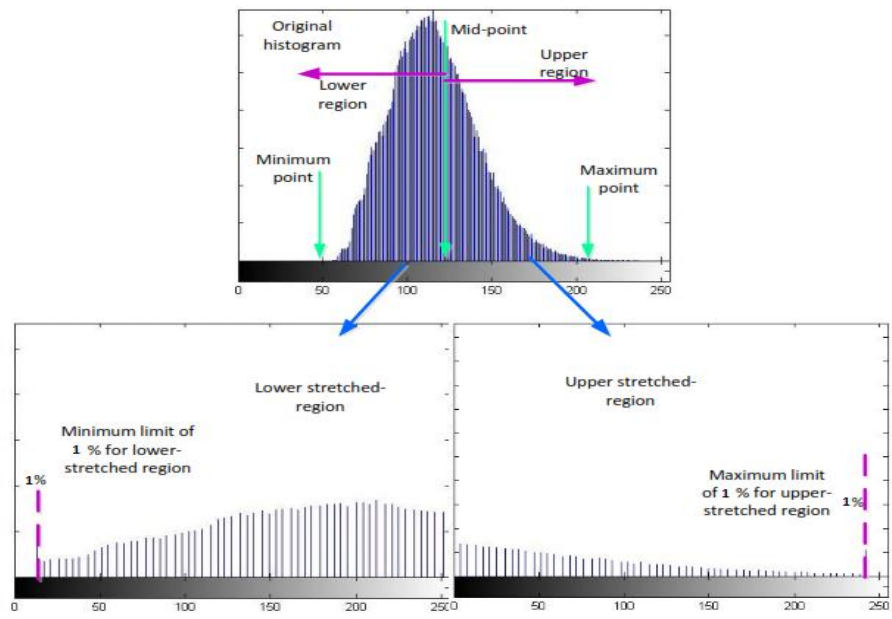 Original
histogram
Mid-point
Upper
region
Lower
region
Minimum
point
Maximum
point
0 50 100 150 200 250
Lower stretched-
region
Minimum limit of
1 % for lower-
stretched region
1%
0 50 100 150 200 250
Upper stretched-
region
Maximum limit
of 1 % for upper-
stretched region
1%
0 50 100 150 200 250